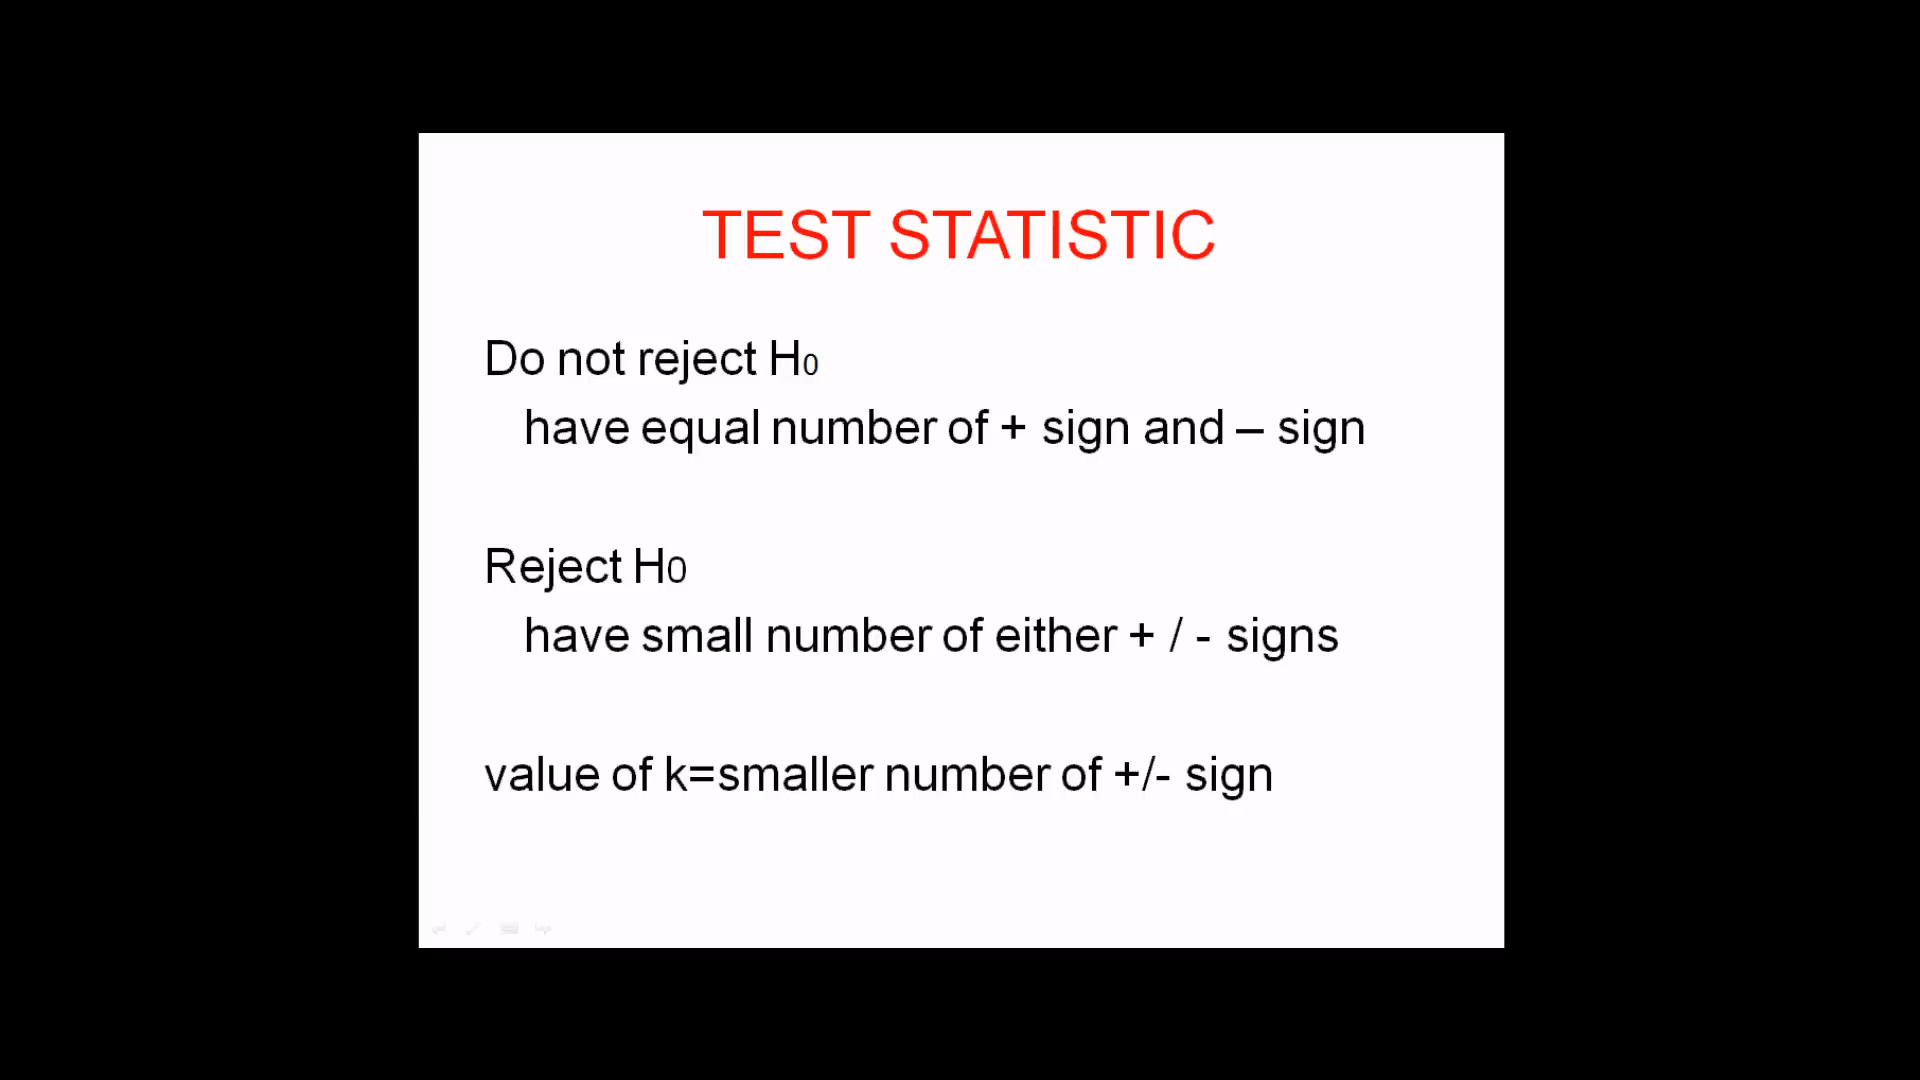 TEST STATISTIC
Do not reject H0
have equal number of + sign and – sign
Reject H0
have small number of either + / - signs
value of k=smaller number of +/- sign